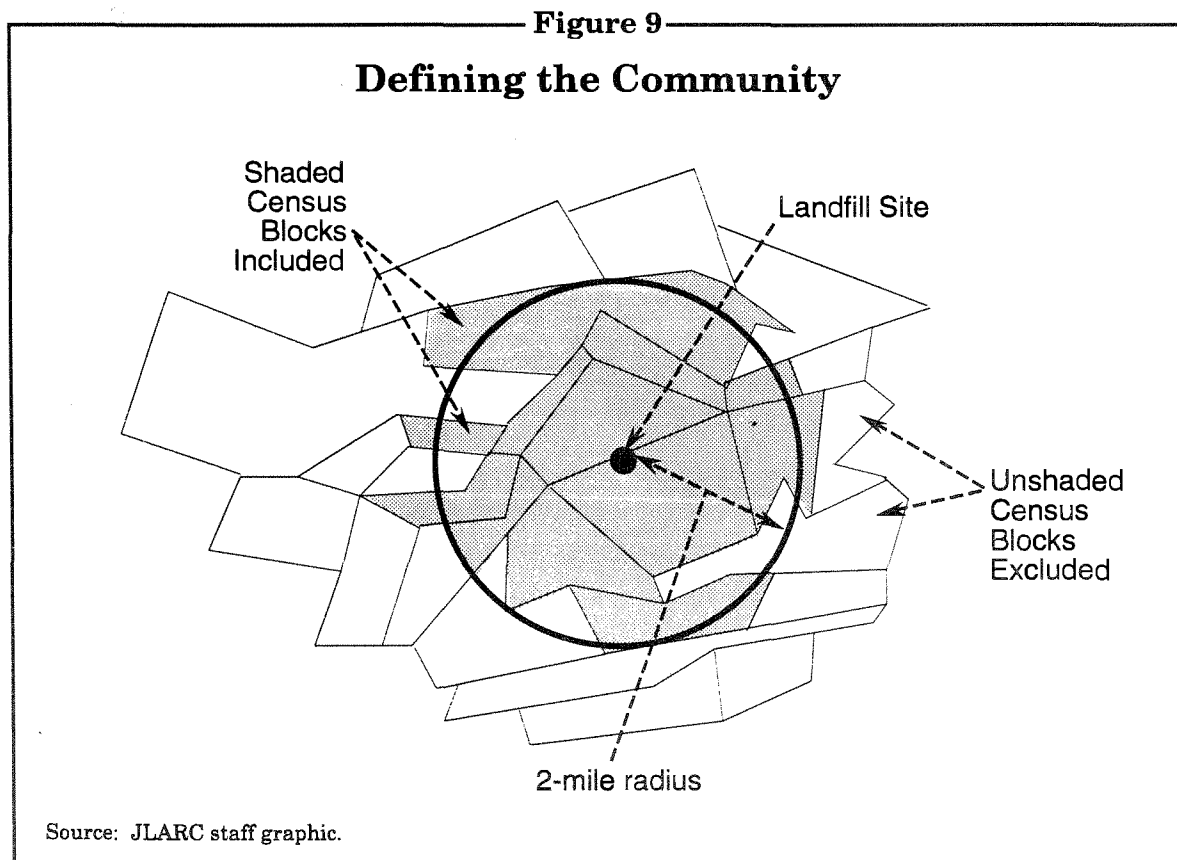 Figure 9
Defining the Community
Shaded
Census
Blocks
Included
Landfill Site
Unshaded
Census
Blocks
Excluded
2-mile radius
Source: JLARC staff graphic.